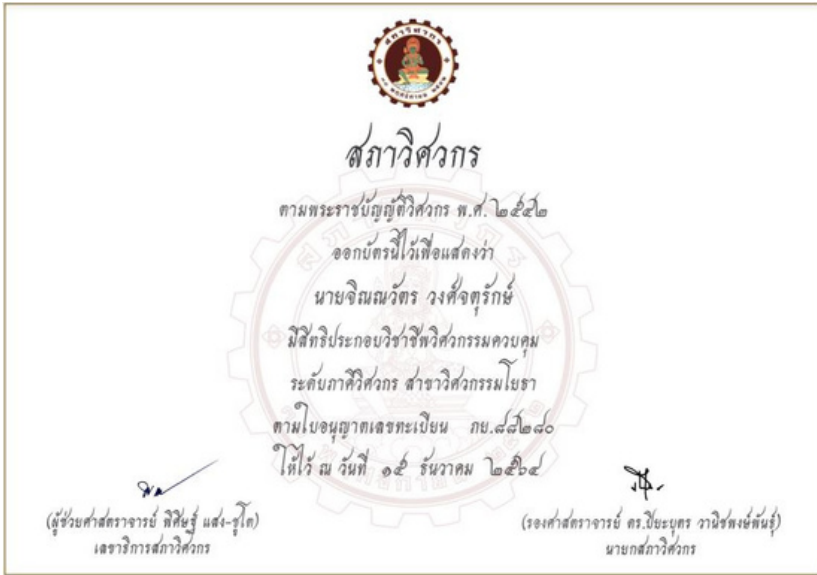 สภาวิศวกร
สภาวิศวกร
ตามพระราชบัญญัติวิศวกร พ.ศ. ๒๕๔๒
ออกบัตรนี้ไว้เพื่อแสดงว่า
นายจิณณวัตร วงศ์จตุรักษ์
มีสิทธิประกอบวิชาชีพวิศวกรรมควบคุม
ระดับภาคีวิศวกร สาขาวิศวกรรมโยธา
ตามใบอนุญาตเลขทะเบียน ภย.๘๘๒๘๐
ให้ไว้ ณ วันที่ ๑๕ ธันวาคม ๒๕๖๔
(ผู้ช่วยศาสตราจารย์ พิศิษฐ์ แสง-ชูโต)
เลขาธิการสภาวิศวกร
(รองศาสตราจารย์ ดร.ปิยะบุตร วานิชพงษ์พันธุ์)
นายกสภาวิศวกร